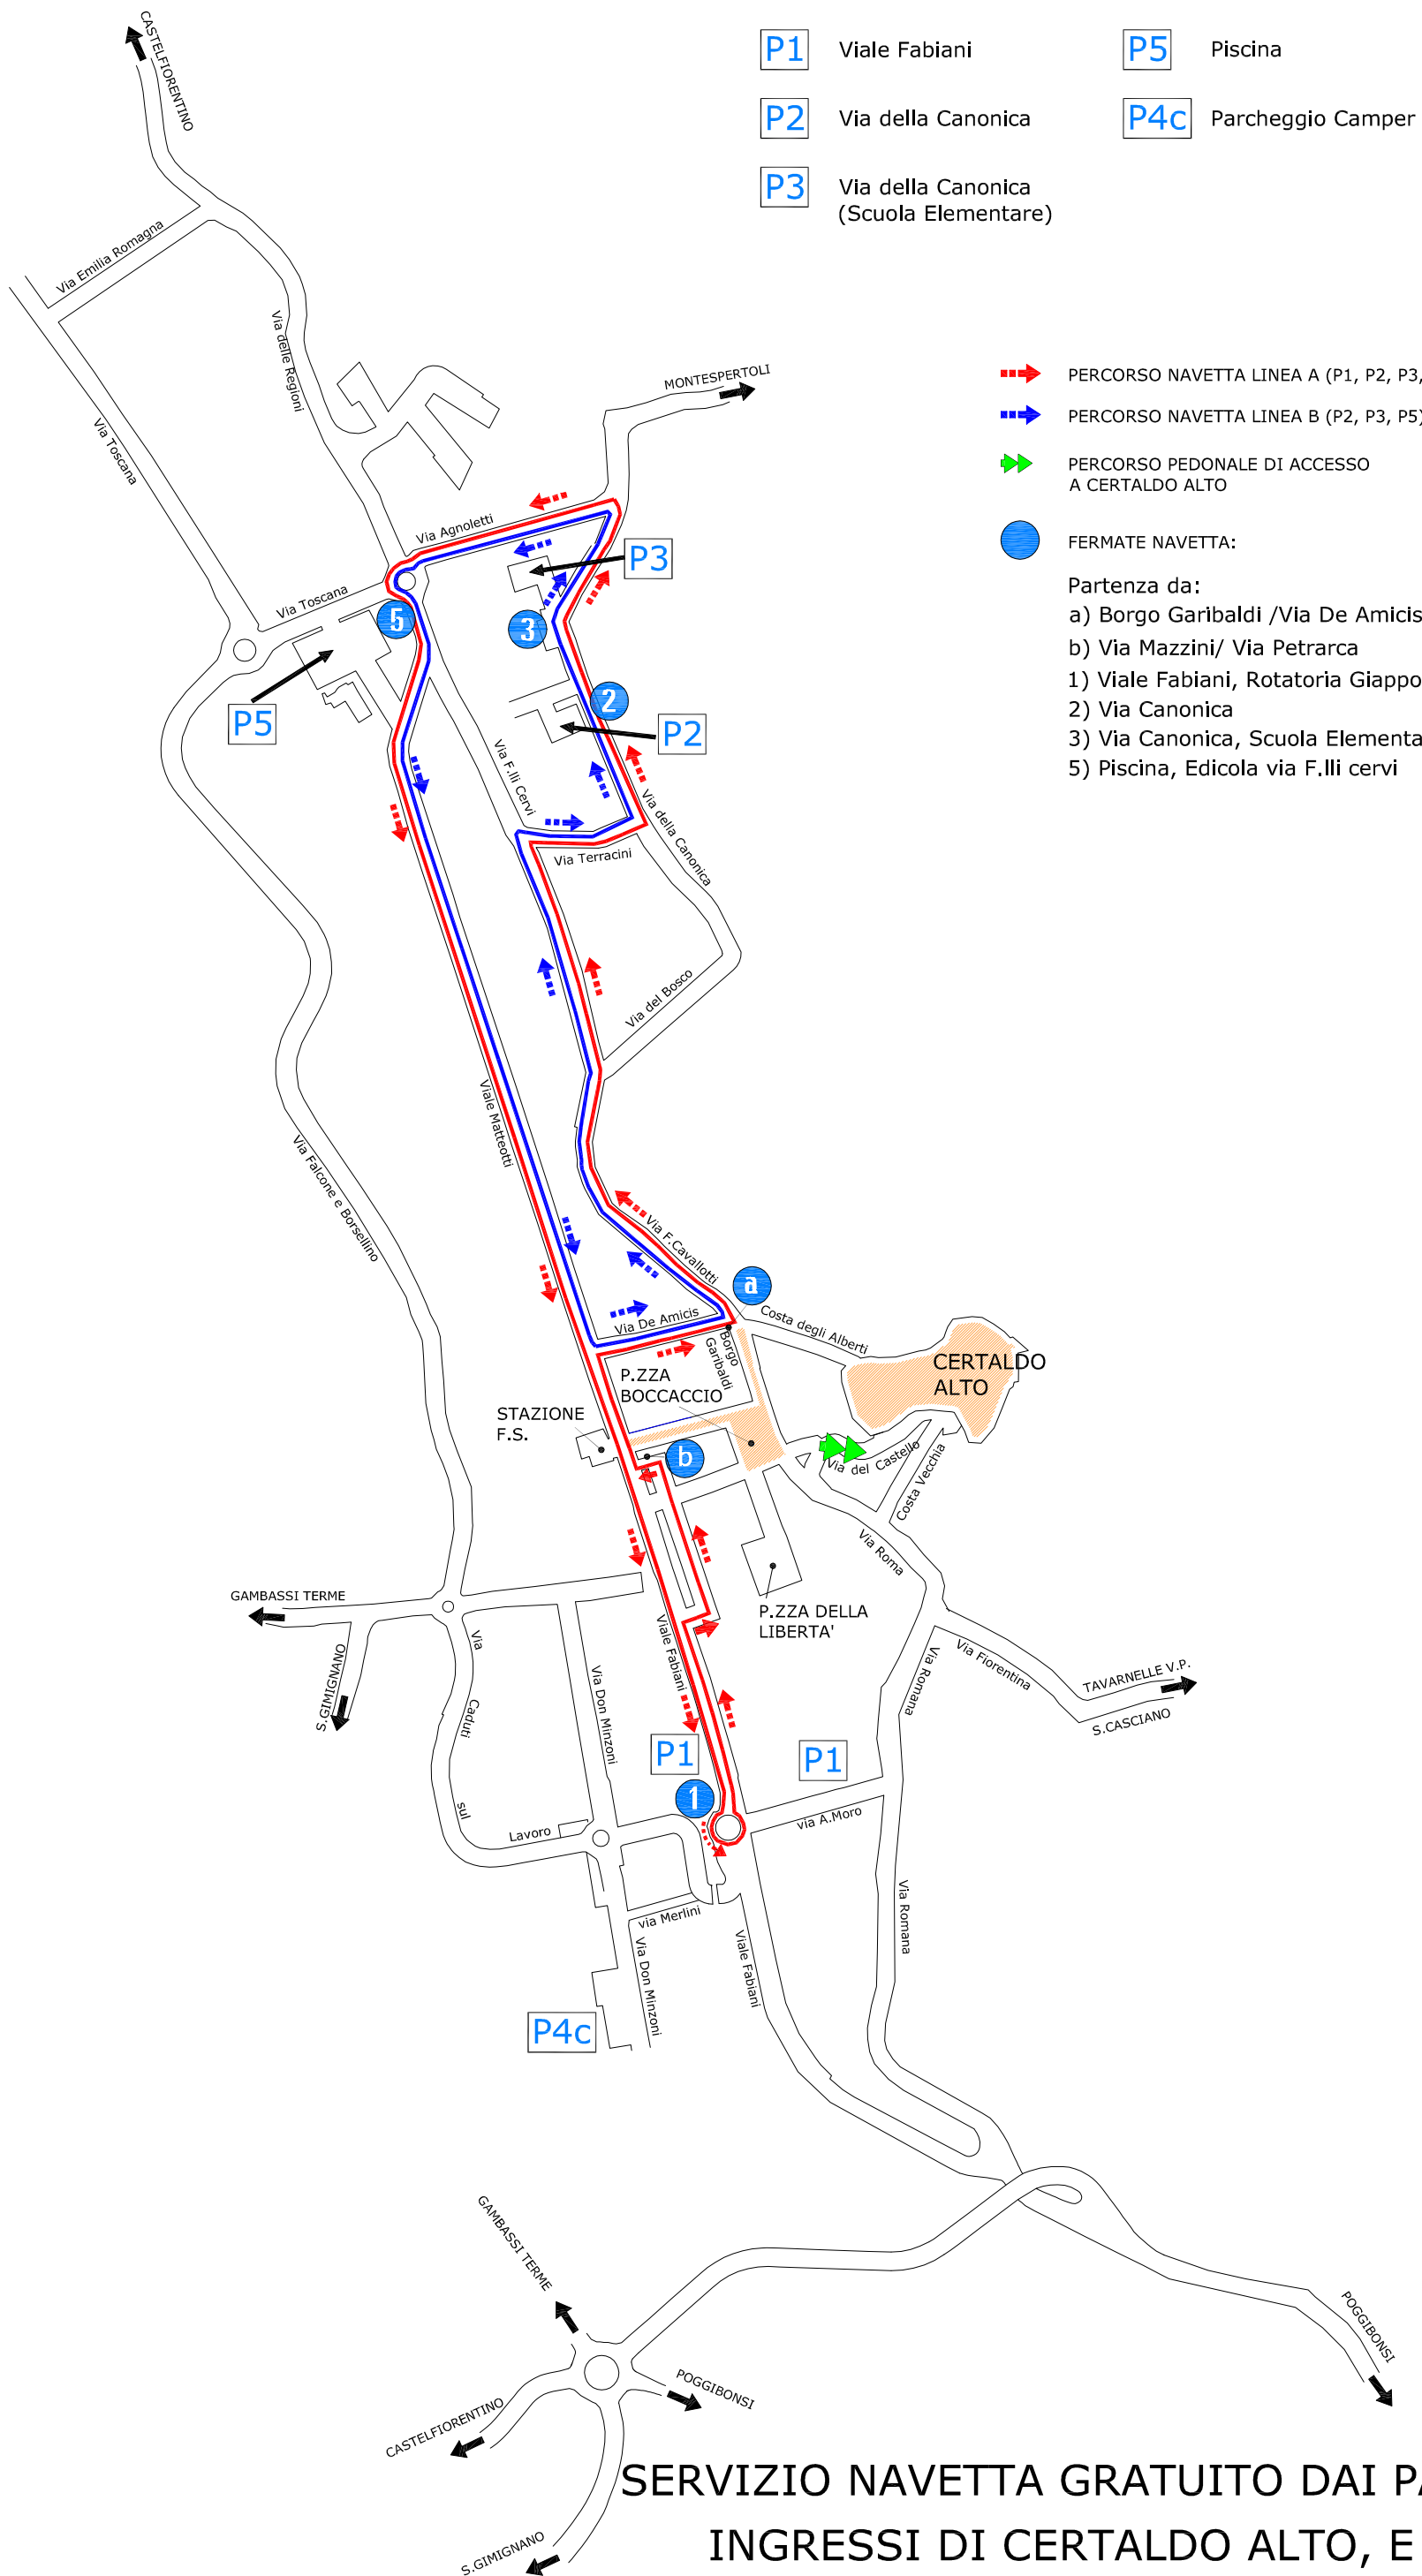 P1 Viale Fabiani
P5 Piscina
P2 Via della Canonica
P4c Parcheggio Camper
P3 Via della Canonica
(Scuola Elementare)
CASTELFIORENTINO
Via Emilia Romagna
Via delle Regioni
Via Toscana
MONTESPERTOLI
PERCORSO NAVETTA LINEA A (P1, P2, P3,
PERCORSO NAVETTA LINEA B (P2, P3, P5)
PERCORSO PEDONALE DI ACCESSO
A CERTALDO ALTO
FERMATE NAVETTA:
Partenza da:
a) Borgo Garibaldi /Via De Amicis
b) Via Mazzini/ Via Petrarca
1) Viale Fabiani, Rotatoria Giappo
2) Via Canonica
3) Via Canonica, Scuola Elementa
5) Piscina, Edicola via F.lli cervi
Via Agnoletti
P3
Via Toscana
5
3
2
P5
P2
Via F.lli Cervi
Via della Canonica
Via Terracini
Via del Bosco
Viale Matteotti
Via Falcone e Borsellino
Via F.Cavallotti
a
Via De Amicis
Costa degli Alberti
Borgo
Garibaldi
CERTALDO
ALTO
P.ZZA
BOCCACCIO
STAZIONE
F.S.
b
Via del Castello
Costa Vecchia
Via Roma
GAMBASSI TERME
P.ZZA DELLA
LIBERTA'
S.GIMIGNANO
Via
Caduti
sul
Lavoro
Via Don Minzoni
Viale Fabiani
Via Romana
Via Fiorentina
TAVARNELLE V.P.
S.CASCIANO
P1
P1
1
via A.Moro
via Merlini
Via Don Minzoni
Viale Fabiani
Via Romana
P4c
GAMBASSI TERME
POGGIBONSI
POGGIBONSI
CASTELFIORENTINO
S.GIMIGNANO
SERVIZIO NAVETTA GRATUITO DAI PA
INGRESSI DI CERTALDO ALTO, E